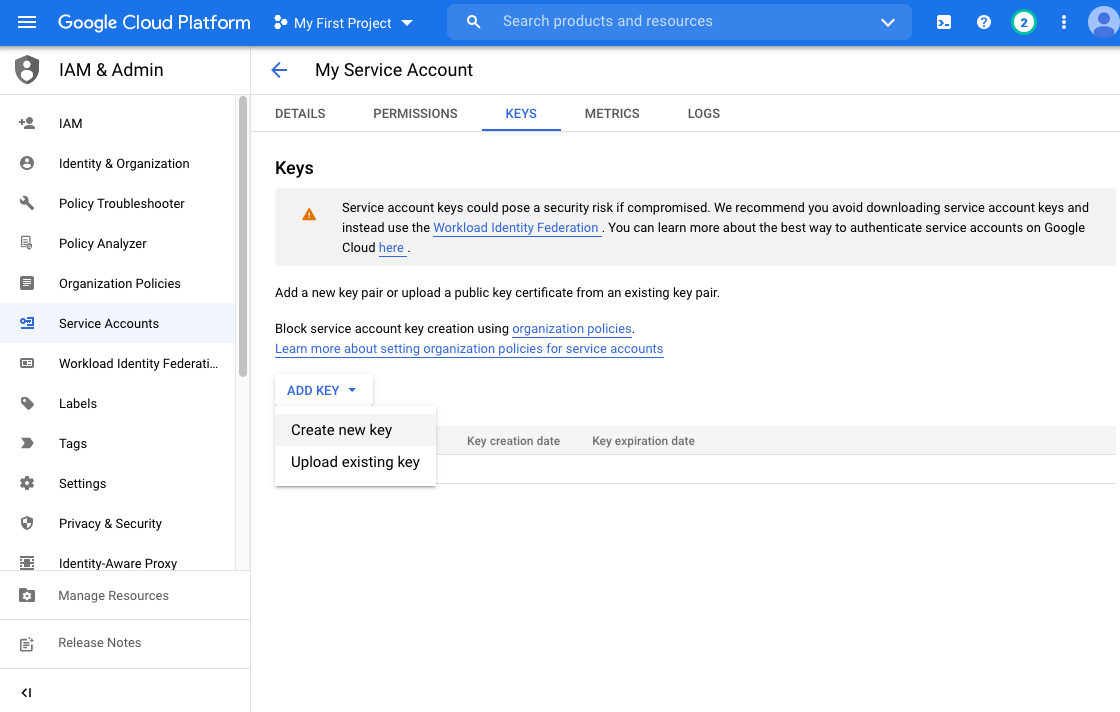 Google Cloud Platform
My First Project
Search products and resources
2
IAM & Admin
My Service Account
IAM
Identity & Organization
Policy Troubleshooter
Policy Analyzer
Organization Policies
Service Accounts
Workload Identity Federati...
Labels
Tags
Settings
Privacy & Security
Identity-Aware Proxy
Manage Resources
Release Notes
DETAILS PERMISSIONS KEYS METRICS LOGS
Keys
Service account keys could pose a security risk if compromised. We recommend you avoid downloading service account keys and
instead use the Workload Identity Federation . You can learn more about the best way to authenticate service accounts on Google
Cloud here .
Add a new key pair or upload a public key certificate from an existing key pair.
Block service account key creation using organization policies.
Learn more about setting organization policies for service accounts
ADD KEY
Create new key
Upload existing key
Key creation date Key expiration date